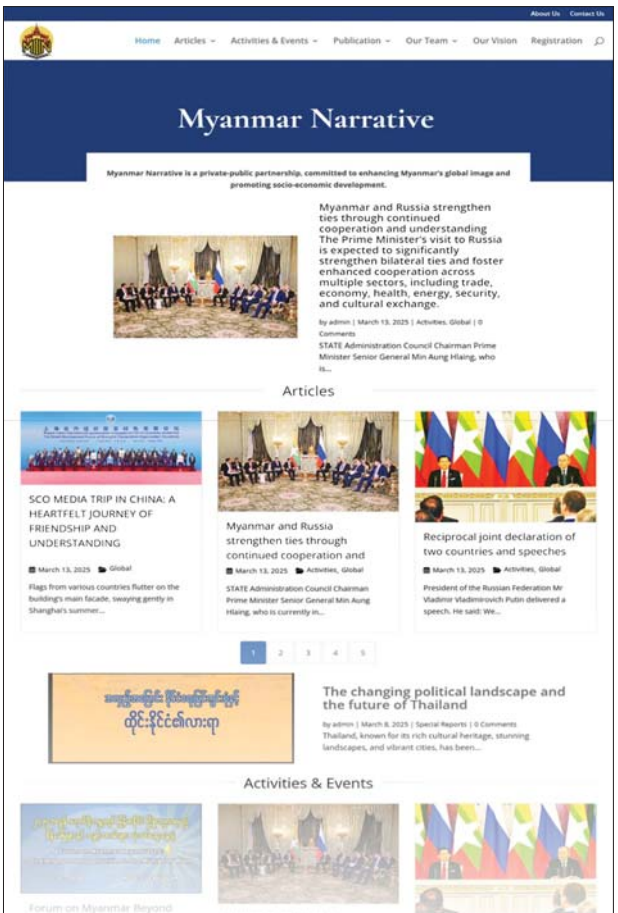 About Us Contact Us
Home Articles Activities & Events Publication Our Team Our Vision Registration
Myanmar Narrative
Myanmar Narrative is a private-public partnership, committed to enhancing Myanmar's global image and
promoting socio-economic development.
Myanmar and Russia strengthen
ties through continued
cooperation and understanding
The Prime Minister's visit to Russia
is expected to significantly
strengthen bilateral ties and foster
enhanced cooperation across
multiple sectors, including trade,
economy, health, energy, security,
and cultural exchange.
by admin | March 13, 2025 | Activities, Global | 0
Comments
STATE Administration Council Chairman Prime
Minister Senior General Min Aung Hlaing, who
is...
Articles
SCO MEDIA TRIP IN CHINA: A
HEARTFELT JOURNEY OF
FRIENDSHIP AND
UNDERSTANDING
March 13, 2025 Global
Flags from various countries flutter on the
building's main facade, swaying gently in
Shanghai's summer...
Myanmar and Russia
strengthen ties through
continued cooperation and
March 13, 2025 Activities, Global
STATE Administration Council Chairman
Prime Minister Senior General Min Aung
Hlaing, who is currently in...
Reciprocal joint declaration of
two countries and speeches
March 13, 2025 Activities, Global
President of the Russian Federation Mr
Vladimir Vladimirovich Putin delivered a
speech. He said: We...
1 2 3 4 5
ထိုင်းနိုင်ငံ၏လားရာ
The changing political landscape and
the future of Thailand
by admin | March 8, 2025 | Special Reports | 0 Comments
Thailand, known for its rich cultural heritage, stunning
landscapes, and vibrant cities, has been...
Activities & Events
Forum on Myanmar Beyond